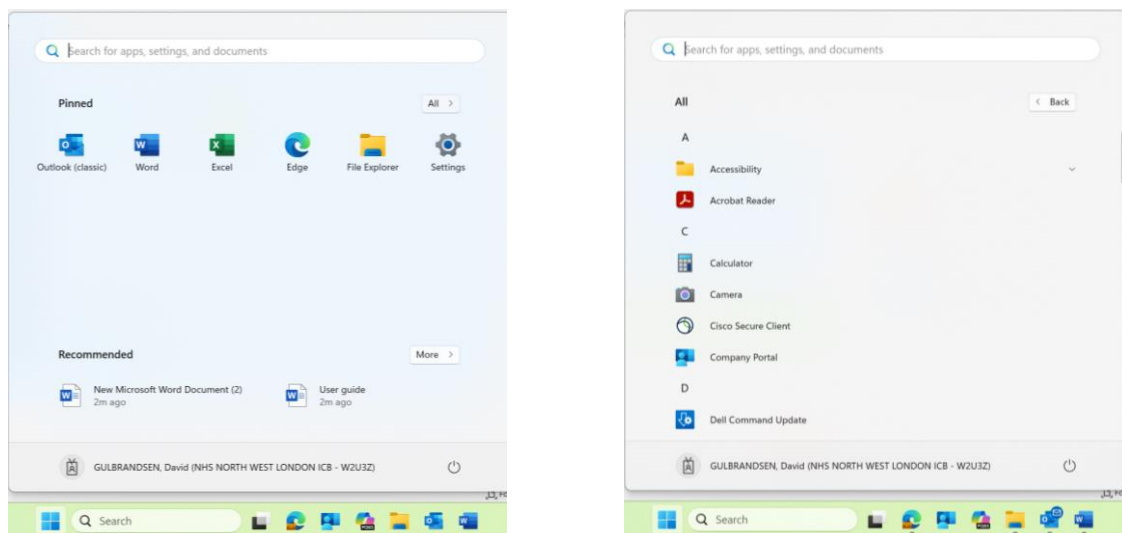 Search for apps, settings, and documents
Pinned
All >
Outlook (classic) Word Excel Edge File Explorer Settings
Recommended
More >
New Microsoft Word Document (2)
2m ago
User guide
2m ago
GULBRANDSEN, David (NHS NORTH WEST LONDON ICB - W2U3Z)
Search
Search for apps, settings, and documents
All
< Back
A
Accessibility
Acrobat Reader
C
Calculator
Camera
Cisco Secure Client
Company Portal
D
Dell Command Update
GULBRANDSEN, David (NHS NORTH WEST LONDON ICB - W2U3Z)
Search